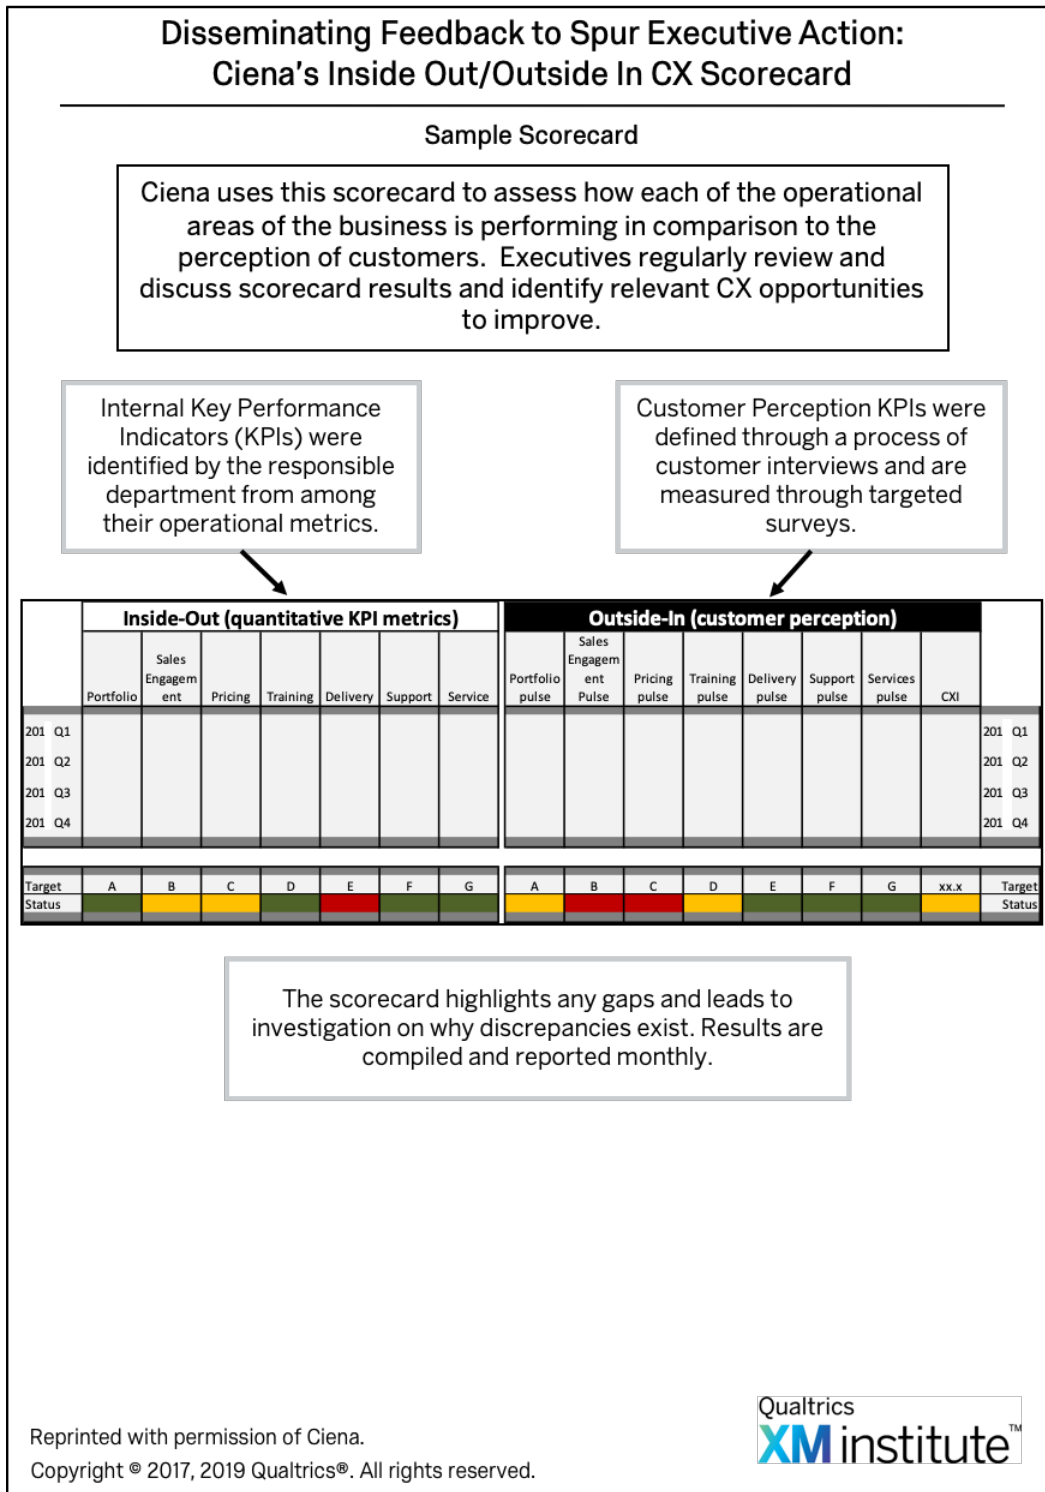 Disseminating Feedback to Spur Executive Action:
Ciena's Inside Out/Outside In CX Scorecard
Sample Scorecard
Ciena uses this scorecard to assess how each of the operational
areas of the business is performing in comparison to the
perception of customers. Executives regularly review and
discuss scorecard results and identify relevant CX opportunities
to improve.
Internal Key Performance
Indicators (KPIs) were
identified by the responsible
department from among
their operational metrics.
Customer Perception KPIs were
defined through a process of
customer interviews and are
measured through targeted
surveys.
Inside-Out (quantitative KPI metrics) Outside-In (customer perception)
Portfolio
Sales
Engagem
ent
Pricing
Training
Delivery
Support
Service
Portfolio
pulse
Sales
Engagem
ent
Pulse
Pricing
pulse
Training
pulse
Delivery
pulse
Support
pulse
Services
pulse
CXI
201 Q1 201 Q1
201 Q2 201 Q2
201 Q3 201 Q3
201 Q4 201 Q4
Target A B C D E F G A B C D E F G xx.x Target
Status Status
The scorecard highlights any gaps and leads to
investigation on why discrepancies exist. Results are
compiled and reported monthly.
Reprinted with permission of Ciena.
Copyright © 2017, 2019 Qualtrics®. All rights reserved.
Qualtrics
XM institute™